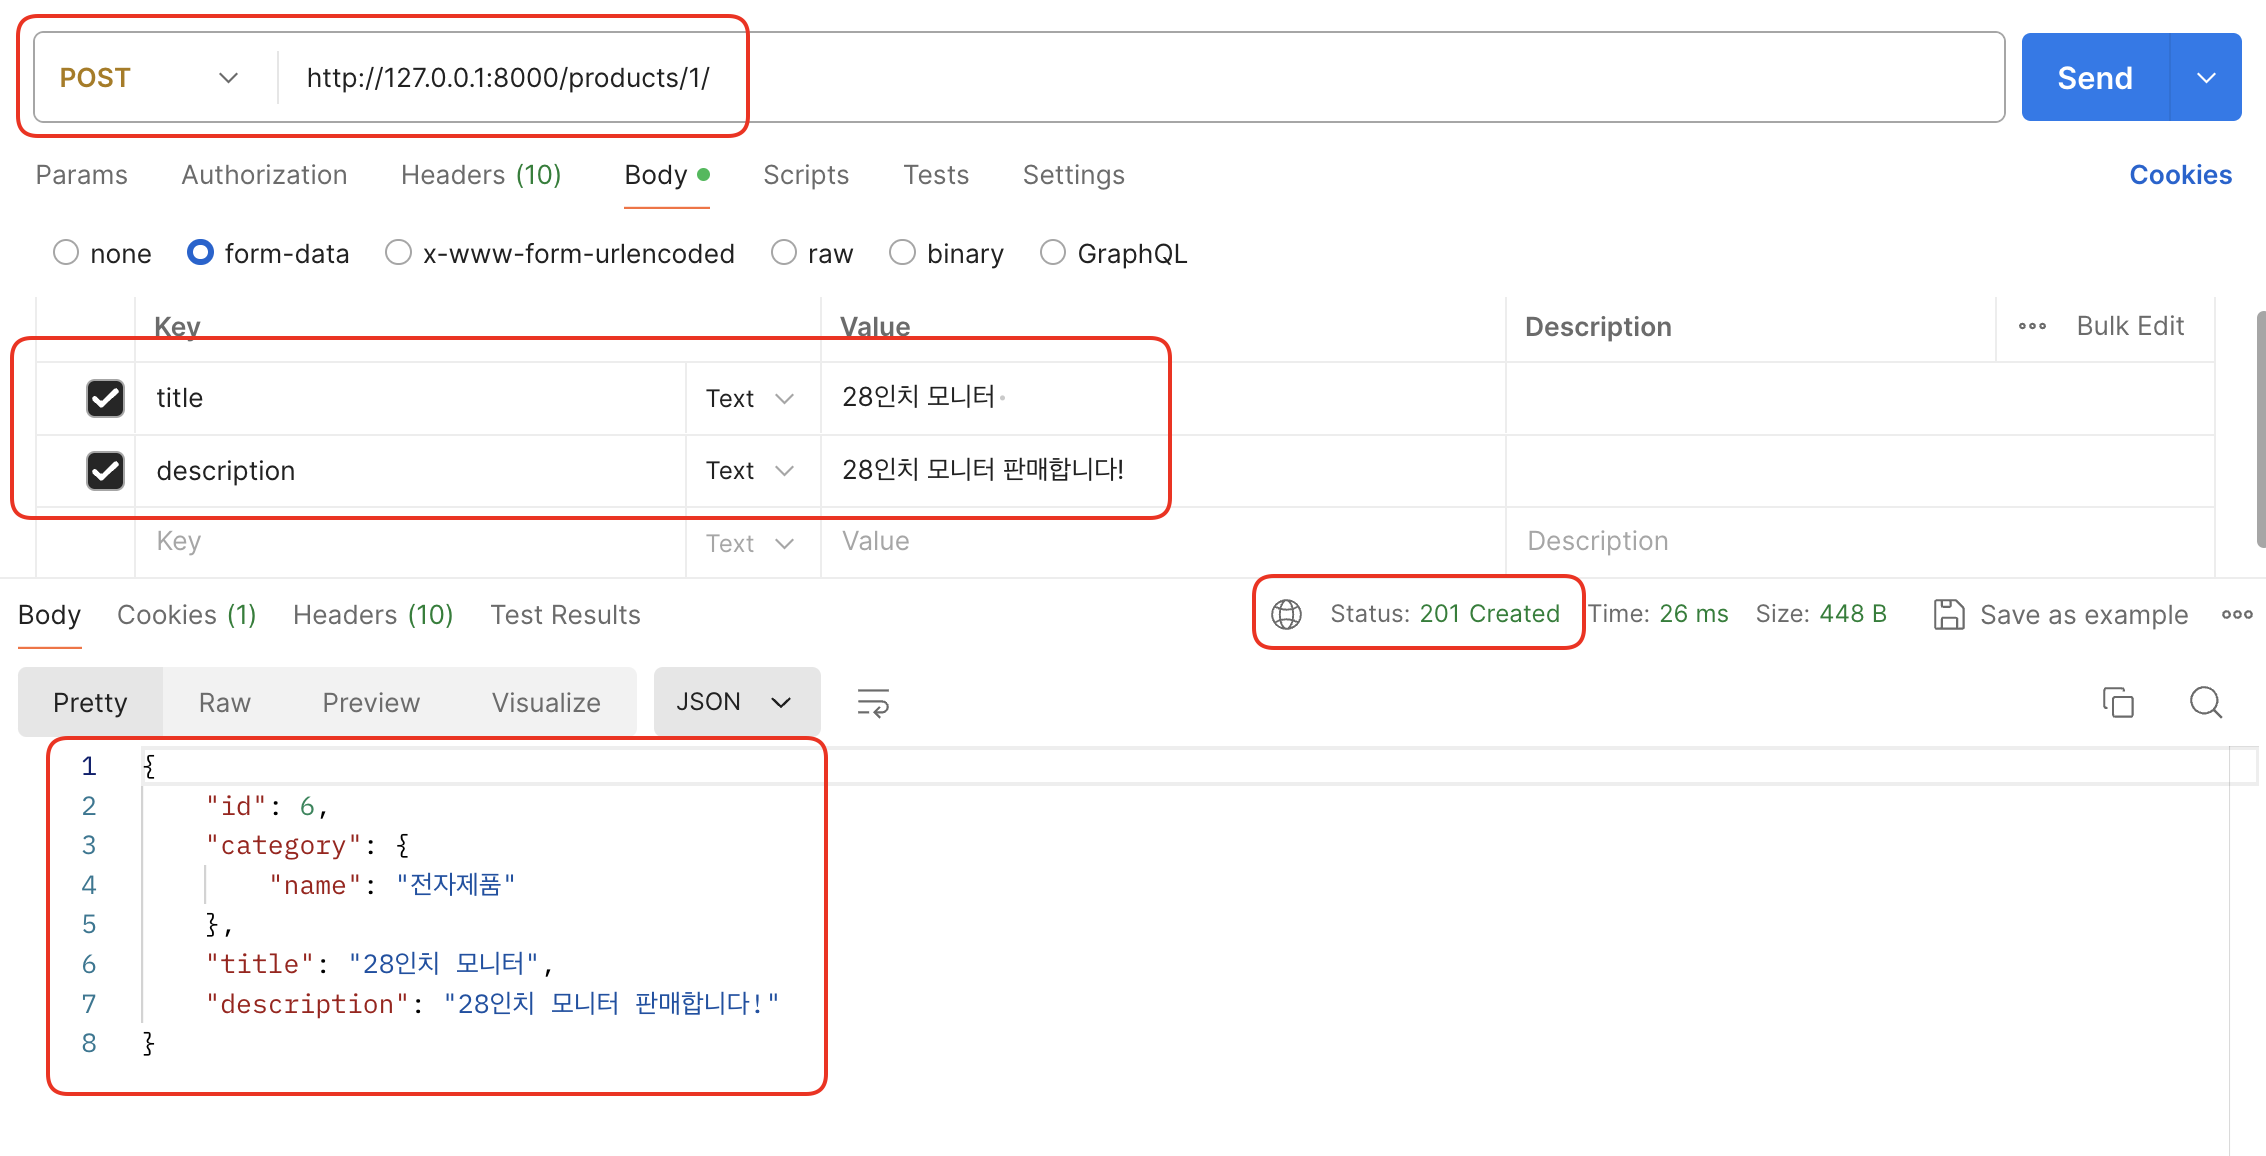 POST http://127.0.0.1:8000/products/1/ Send
Params Authorization Headers (10) Body Scripts Tests Settings Cookies
none form-data x-www-form-urlencoded raw binary GraphQL
Key Value Description Bulk Edit
title Text 28인치 모니터
description Text 28인치 모니터 판매합니다!
Key Text Value Description
Body Cookies (1) Headers (10) Test Results Status: 201 Created Time: 26 ms Size: 448 B Save as example
Pretty Raw Preview Visualize JSON
1 {
2 "id": 6,
3 "category": {
4 "name": "전자제품"
5 },
6 "title": "28인치 모니터",
7 "description": "28인치 모니터 판매합니다!"
8 }